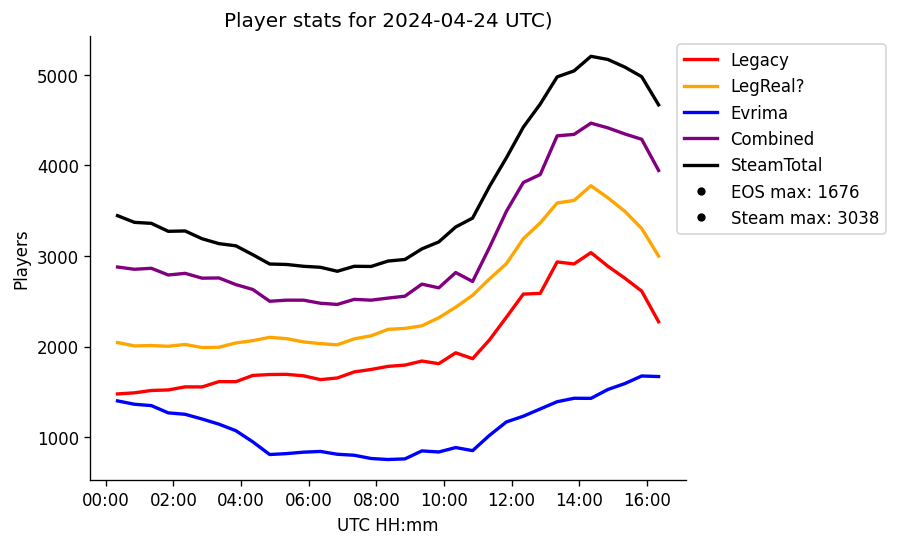 Player stats for 2024-04-24 UTC)
Legacy
LegReal?
Evrima
Combined
SteamTotal
EOS max: 1676
Steam max: 3038
Players
5000
4000
3000
2000
1000
00:00 02:00 04:00 06:00 08:00 10:00 12:00 14:00 16:00
UTC HH:mm